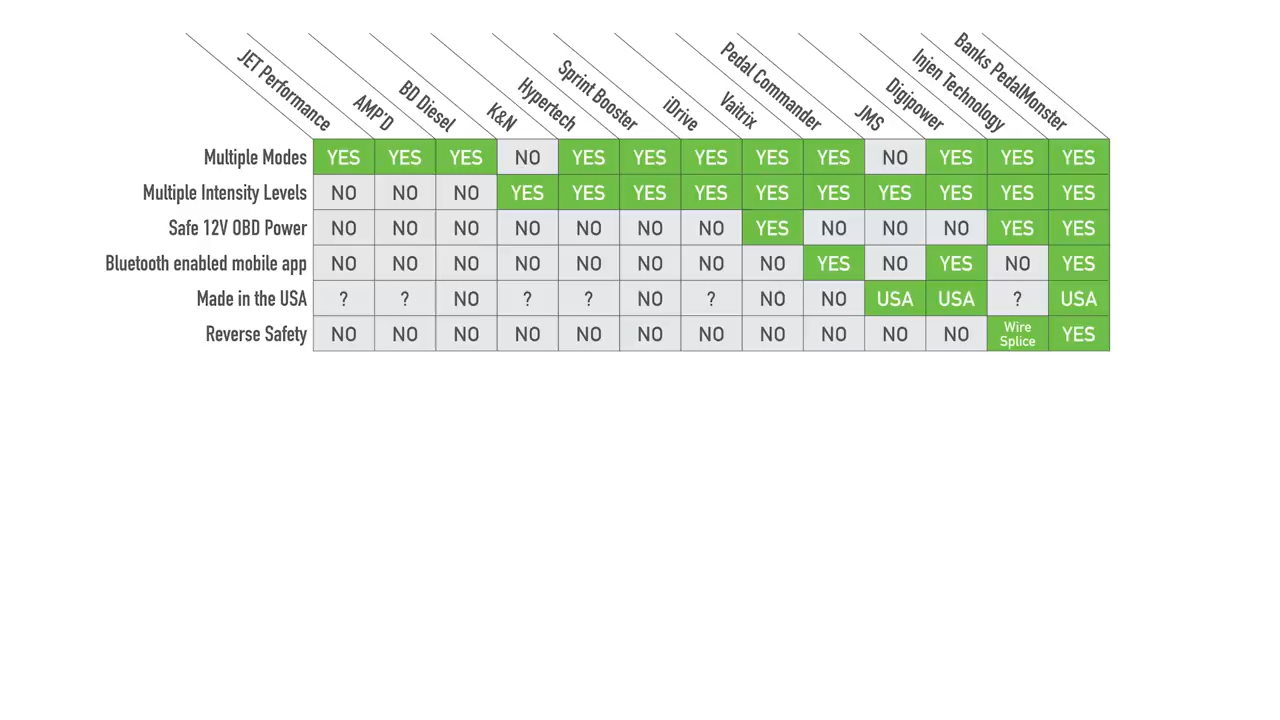 JET Performance AMP'D BD Diesel K&N Hypertech Sprint Booster iDrive Vaitrix Pedal Commander JMS Digipower Injen Technology Banks PedalMonster
Multiple Modes YES YES YES NO YES YES YES YES YES NO YES YES YES
Multiple Intensity Levels NO NO NO YES YES YES YES YES YES YES YES YES YES
Safe 12V OBD Power NO NO NO NO NO NO NO YES NO NO NO YES YES
Bluetooth enabled mobile app NO NO NO NO NO NO NO NO YES NO YES NO YES
Made in the USA ? ? NO ? ? NO ? NO NO USA USA ? USA
Reverse Safety NO NO NO NO NO NO NO NO NO NO NO Wire Splice YES